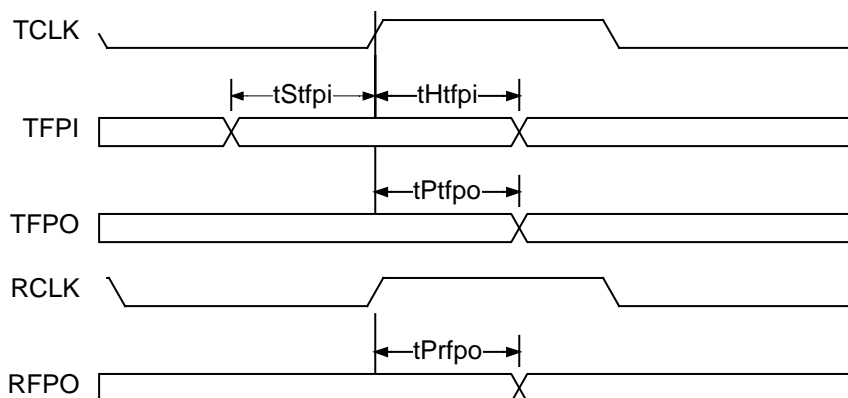 TCLK
tStfpi tHtfpi
TFPI
tPtfpo
TFPO
RCLK
tPrfpo
RFPO